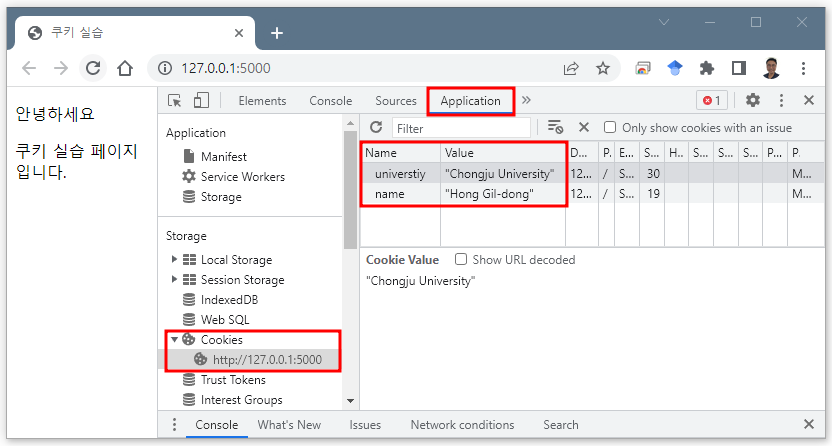 쿠키 실습
127.0.0.1:5000
안녕하세요
쿠키 실습 페이지
입니다.
Elements Console Sources Application 1
Application
Manifest
Service Workers
Storage
Storage
Local Storage
Session Storage
IndexedDB
Web SQL
Cookies
http://127.0.0.1:5000
Trust Tokens
Interest Groups
Filter Only show cookies with an issue
Name Value D... P. E... S... H.. S... S... S... S... P... P.
universtiy "Chongju University" 12... / S... 30 M...
name "Hong Gil-dong" 12... / S... 19 M...
Cookie Value Show URL decoded
"Chongju University"
Console What's New Issues Network conditions Search